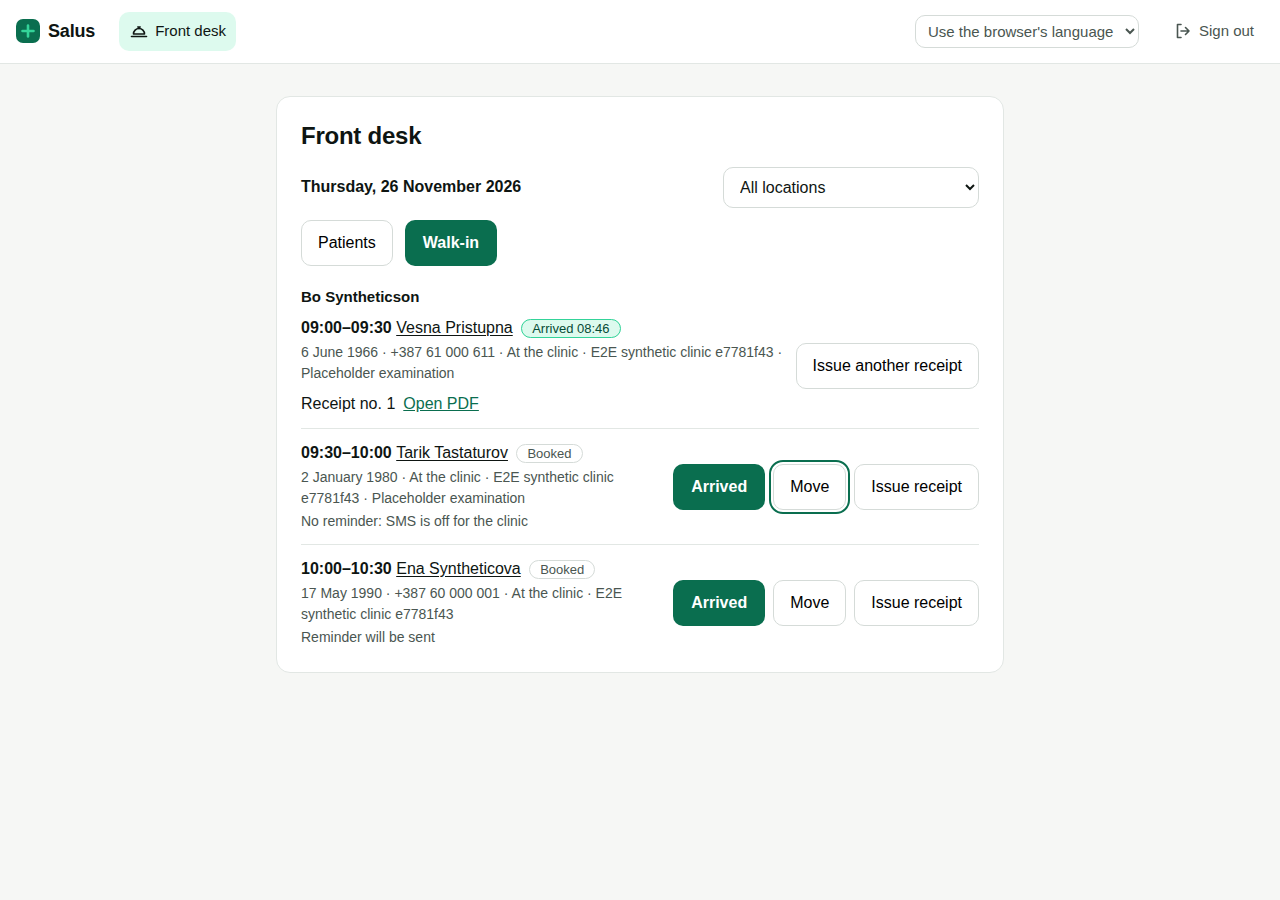 Salus
Front desk
Use the browser's language
Sign out
Front desk
Thursday, 26 November 2026
All locations
Patients
Walk-in
Bo Syntheticson
09:00–09:30 Vesna Pristupna Arrived 08:46
6 June 1966 · +387 61 000 611 · At the clinic · E2E synthetic clinic e7781f43 ·
Placeholder examination
Issue another receipt
Receipt no. 1 Open PDF
09:30–10:00 Tarik Tastaturov Booked
2 January 1980 · At the clinic · E2E synthetic clinic
e7781f43 · Placeholder examination
No reminder: SMS is off for the clinic
Arrived
Move
Issue receipt
10:00–10:30 Ena Syntheticova Booked
17 May 1990 · +387 60 000 001 · At the clinic · E2E
synthetic clinic e7781f43
Reminder will be sent
Arrived
Move
Issue receipt